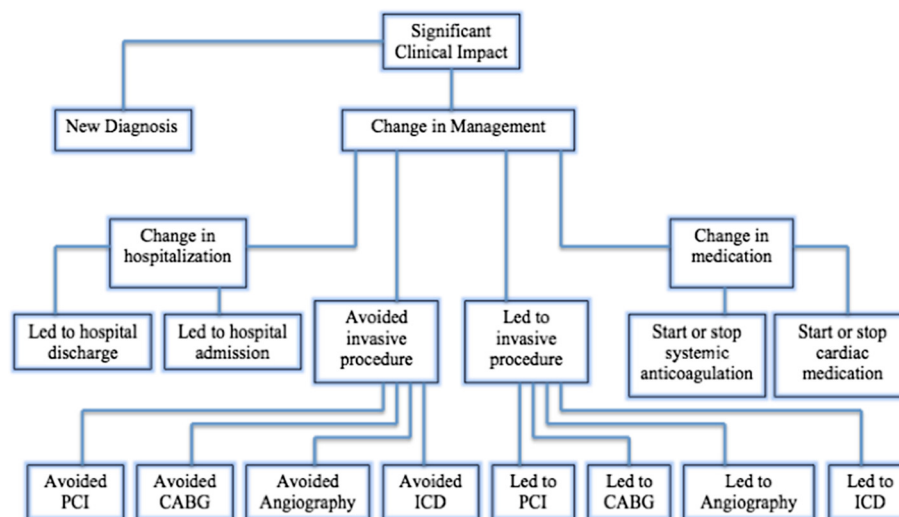 Significant
Clinical Impact
New Diagnosis
Change in Management
Change in
hospitalization
Change in
medication
Led to hospital
discharge
Led to hospital
admission
Avoided
invasive
procedure
Led to
invasive
procedure
Start or stop
systemic
anticoagulation
Start or stop
cardiac
medication
Avoided
PCI
Avoided
CABG
Avoided
Angiography
Avoided
ICD
Led to
PCI
Led to
CABG
Led to
Angiography
Led to
ICD